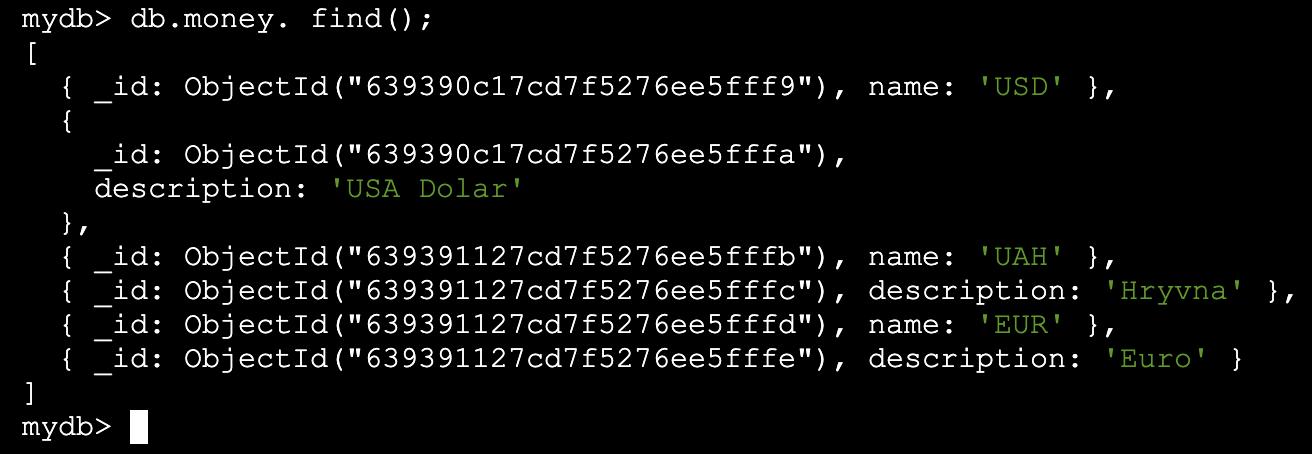 mydb> db.money. find();
[
  { _id: ObjectId("639390c17cd7f5276ee5fff9"), name: 'USD' },
  {
    _id: ObjectId("639390c17cd7f5276ee5fffa"),
    description: 'USA Dolar'
  },
  { _id: ObjectId("639391127cd7f5276ee5fffb"), name: 'UAH' },
  { _id: ObjectId("639391127cd7f5276ee5fffc"), description: 'Hryvna' },
  { _id: ObjectId("639391127cd7f5276ee5fffd"), name: 'EUR' },
  { _id: ObjectId("639391127cd7f5276ee5fffe"), description: 'Euro' }
]
mydb>